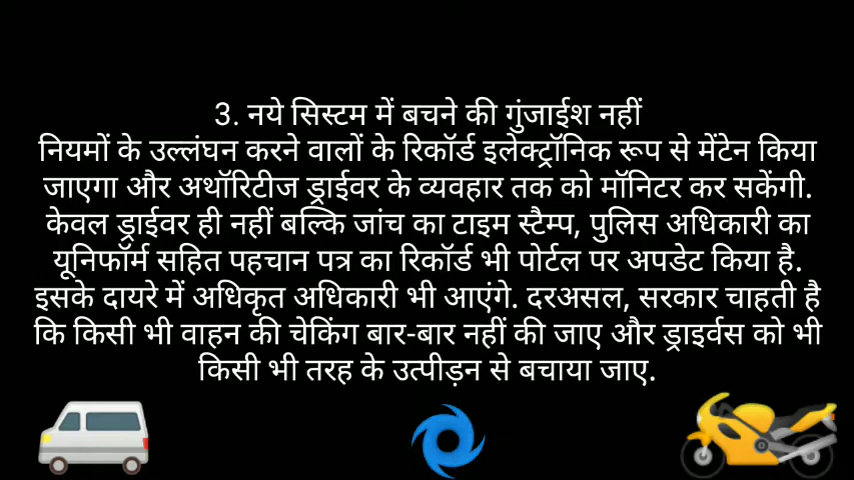 3. नये सिस्टम में बचने की गुंजाईश नहीं
नियमों के उल्लंघन करने वालों के रिकॉर्ड इलेक्ट्रॉनिक रूप से मेंटेन किया
जाएगा और अथॉरिटीज ड्राईवर के व्यवहार तक को मॉनिटर कर सकेंगी.
केवल ड्राईवर ही नहीं बल्कि जांच का टाइम स्टैम्प, पुलिस अधिकारी का
यूनिफॉर्म सहित पहचान पत्र का रिकॉर्ड भी पोर्टल पर अपडेट किया है.
इसके दायरे में अधिकृत अधिकारी भी आएंगे. दरअसल, सरकार चाहती है
कि किसी भी वाहन की चेकिंग बार-बार नहीं की जाए और ड्राइर्वस को भी
किसी भी तरह के उत्पीड़न से बचाया जाए.